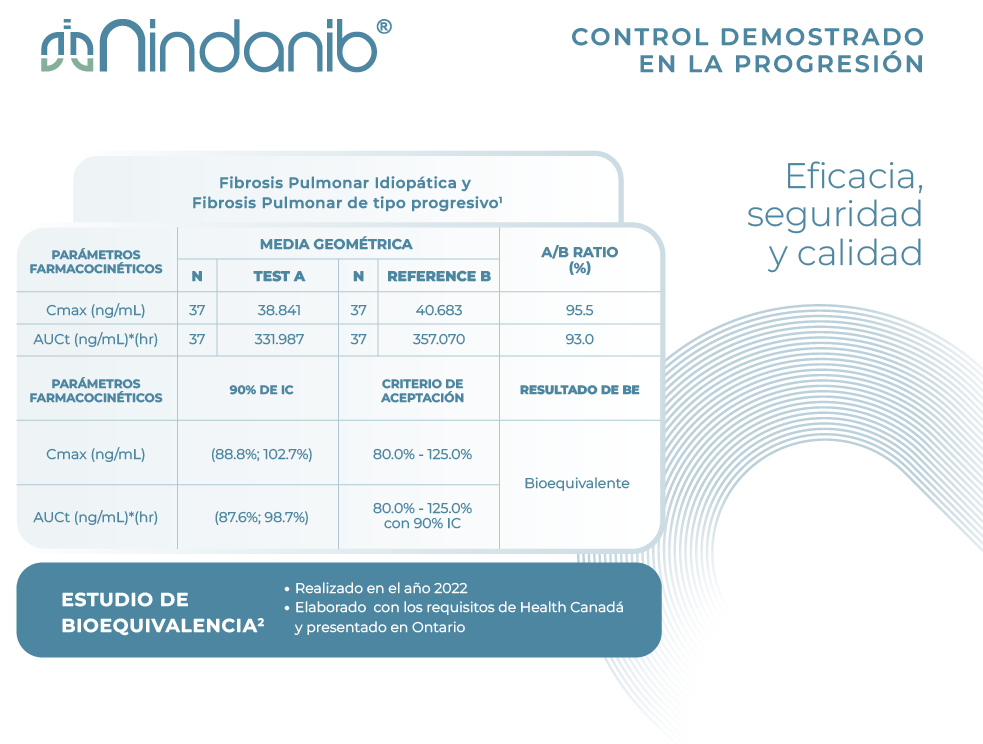 Nindanib®
CONTROL DEMOSTRADO
EN LA PROGRESIÓN
Eficacia,
seguridad
y calidad
Fibrosis Pulmonar Idiopática y
Fibrosis Pulmonar de tipo progresivo¹
PARÁMETROS
FARMACOCINÉTICOS
MEDIA GEOMÉTRICA
A/B RATIO
(%)
N TEST A N REFERENCE B
Cmax (ng/mL) 37 38.841 37 40.683 95.5
AUCt (ng/mL)*(hr) 37 331.987 37 357.070 93.0
PARÁMETROS
FARMACOCINÉTICOS
90% DE IC
CRITERIO DE
ACEPTACIÓN
RESULTADO DE BE
Cmax (ng/mL) (88.8%; 102.7%) 80.0% - 125.0%
Bioequivalente
AUCt (ng/mL)*(hr) (87.6%; 98.7%) 80.0% - 125.0%
con 90% IC
ESTUDIO DE
BIOEQUIVALENCIA²
• Realizado en el año 2022
• Elaborado con los requisitos de Health Canadá
y presentado en Ontario